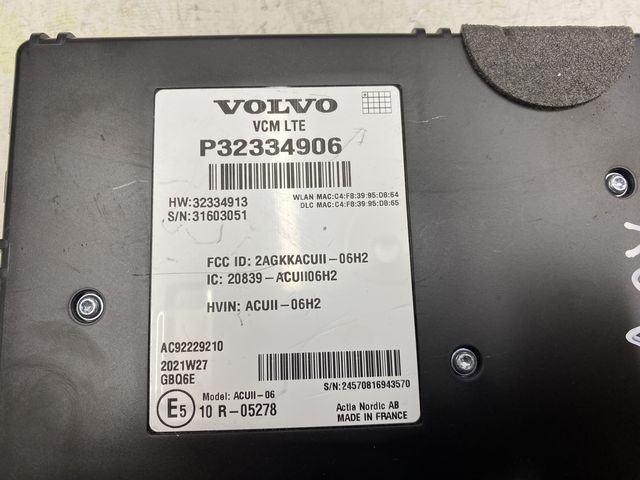 VOLVO
VCM LTE
P32334906
HW:32334913
S/N:31603051
WLAN MAC:C4:F8:39:95:D8:64
DLC MAC:C4:F8:39:95:D8:65
FCC ID: 2AGKKACUII-06H2
IC: 20839-ACUII06H2
HVIN: ACUII-06H2
AC92229210
2021W27
GBQ6E
S/N:24570816943570
Model: ACUII-06
E5 10 R-05278
Actia Nordic AB
MADE IN FRANCE